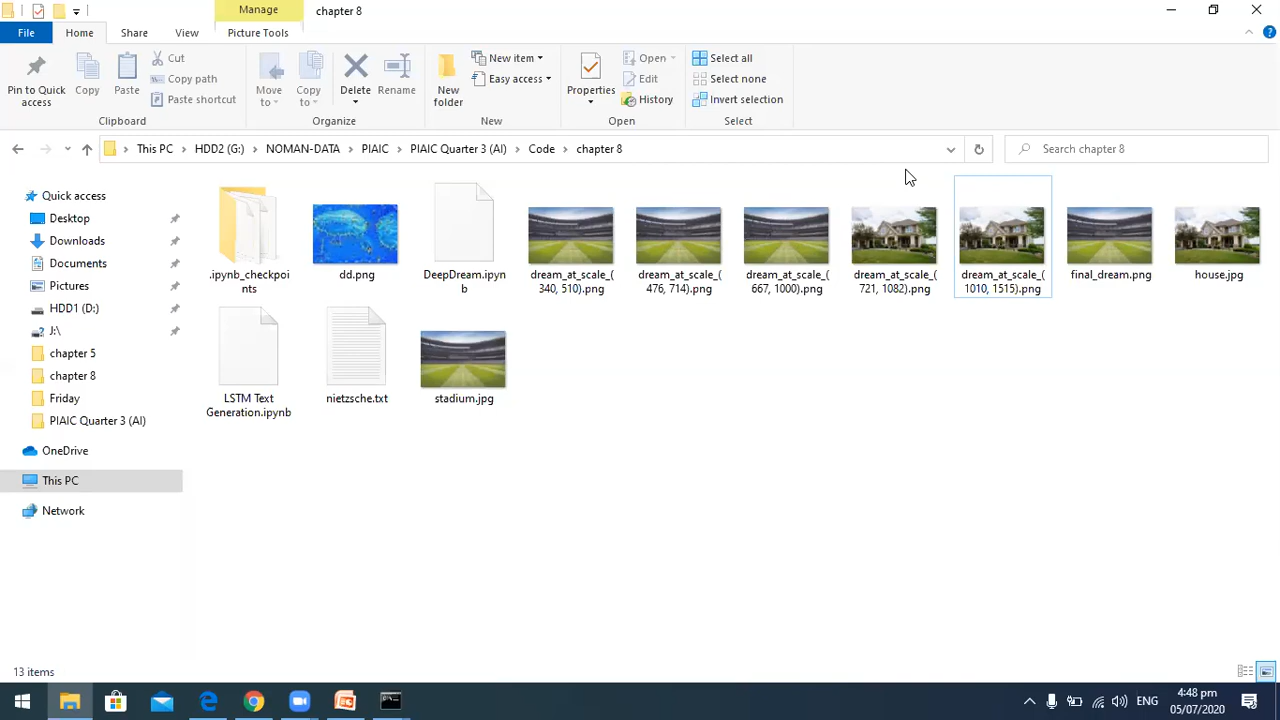 Manage
chapter 8
File
Home
Share
View
Picture Tools
Pin to Quick
access
Copy
Paste
Cut
Copy path
Paste shortcut
Clipboard
Move
to
Copy
to
Delete
Rename
Organize
New
folder
New item
Easy access
New
Properties
Open
Edit
History
Open
Select all
Select none
Invert selection
Select
This PC
HDD2 (G:)
NOMAN-DATA
PIAIC
PIAIC Quarter 3 (AI)
Code
chapter 8
Search chapter 8
Quick access
Desktop
Downloads
Documents
Pictures
HDD1 (D:)
J:\
chapter 5
chapter 8
Friday
PIAIC Quarter 3 (AI)
OneDrive
This PC
Network
.ipynb_checkpoi
nts
dd.png
DeepDream.ipyn
b
dream_at_scale_(
340, 510).png
dream_at_scale_(
476, 714).png
dream_at_scale_(
667, 1000).png
dream_at_scale_(
721, 1082).png
dream_at_scale_(
1010, 1515).png
final_dream.png
house.jpg
LSTM Text
Generation.ipynb
nietzsche.txt
stadium.jpg
13 items
ENG
4:48 pm
05/07/2020